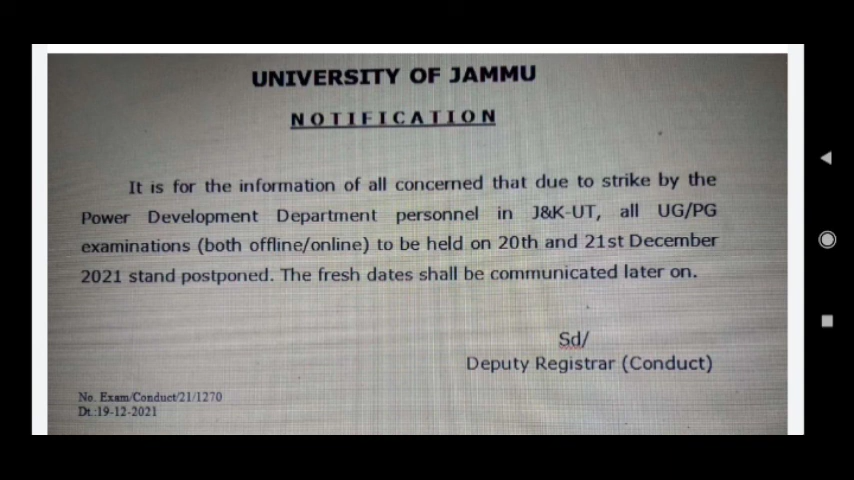 UNIVERSITY OF JAMMU
NOTIFICATION
It is for the information of all concerned that due to strike by the
Power Development Department personnel in J&K-UT, all UG/PG
examinations (both offline/online) to be held on 20th and 21st December
2021 stand postponed. The fresh dates shall be communicated later on.
Sd/
Deputy Registrar (Conduct)
No. Exam/Conduct/21/1270
Dt.:19-12-2021